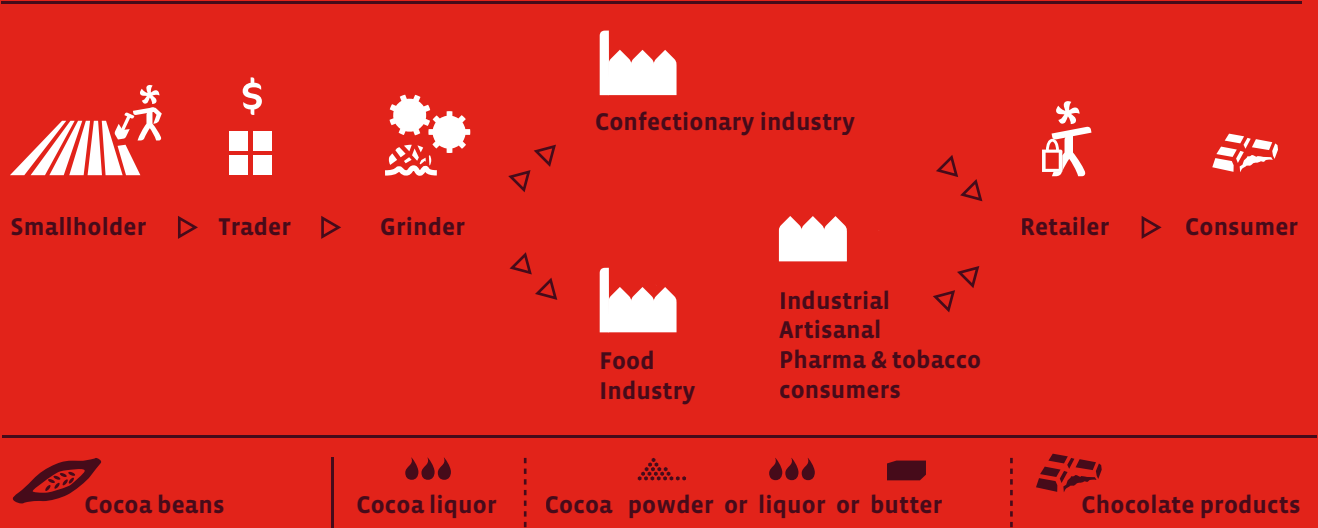 $
Confectionary industry
Smallholder Trader Grinder Retailer Consumer
Industrial
Artisanal
Pharma & tobacco
consumers
Food
Industry
Cocoa beans Cocoa liquor Cocoa powder or liquor or butter Chocolate products